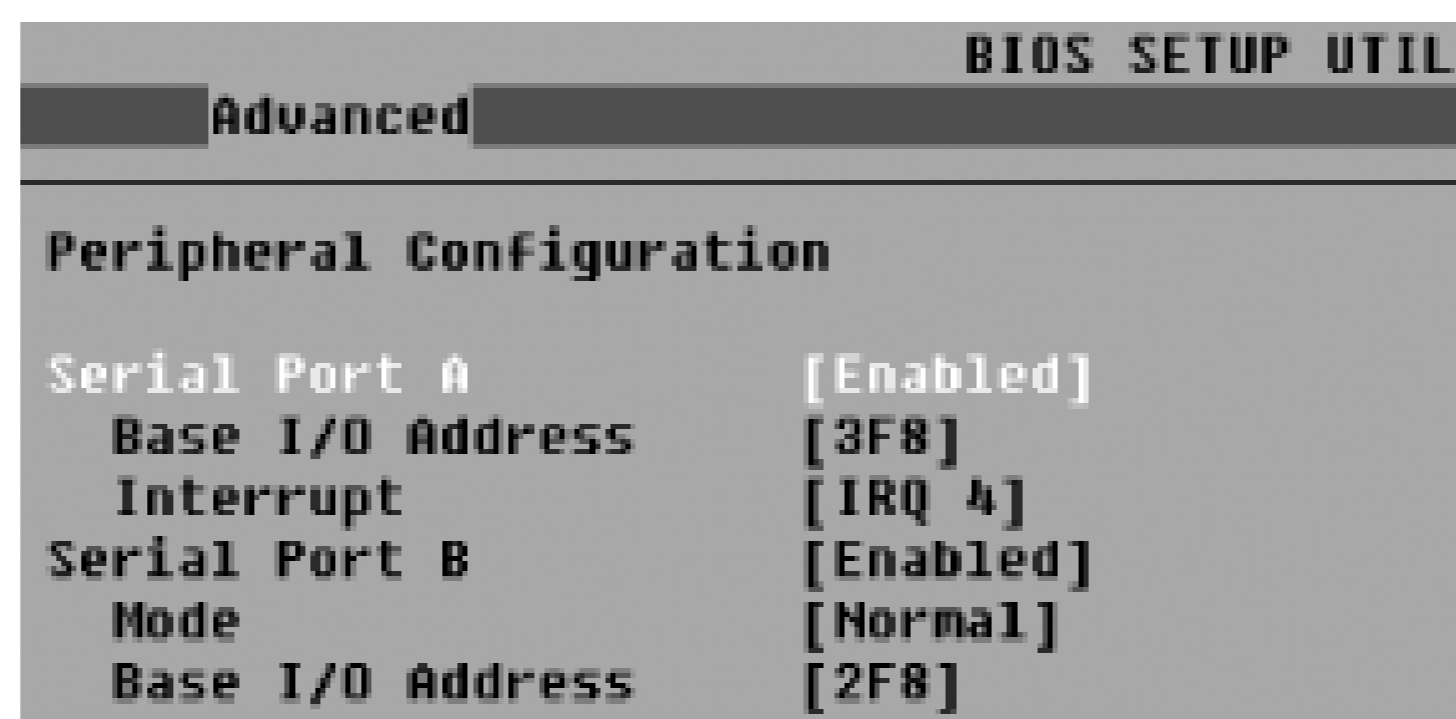 BIOS SETUP UTIL
Advanced
Peripheral Configuration
Serial Port A [Enabled]
Base I/O Address [3F8]
Interrupt [IRQ 4]
Serial Port B [Enabled]
Mode [Normal]
Base I/O Address [2F8]